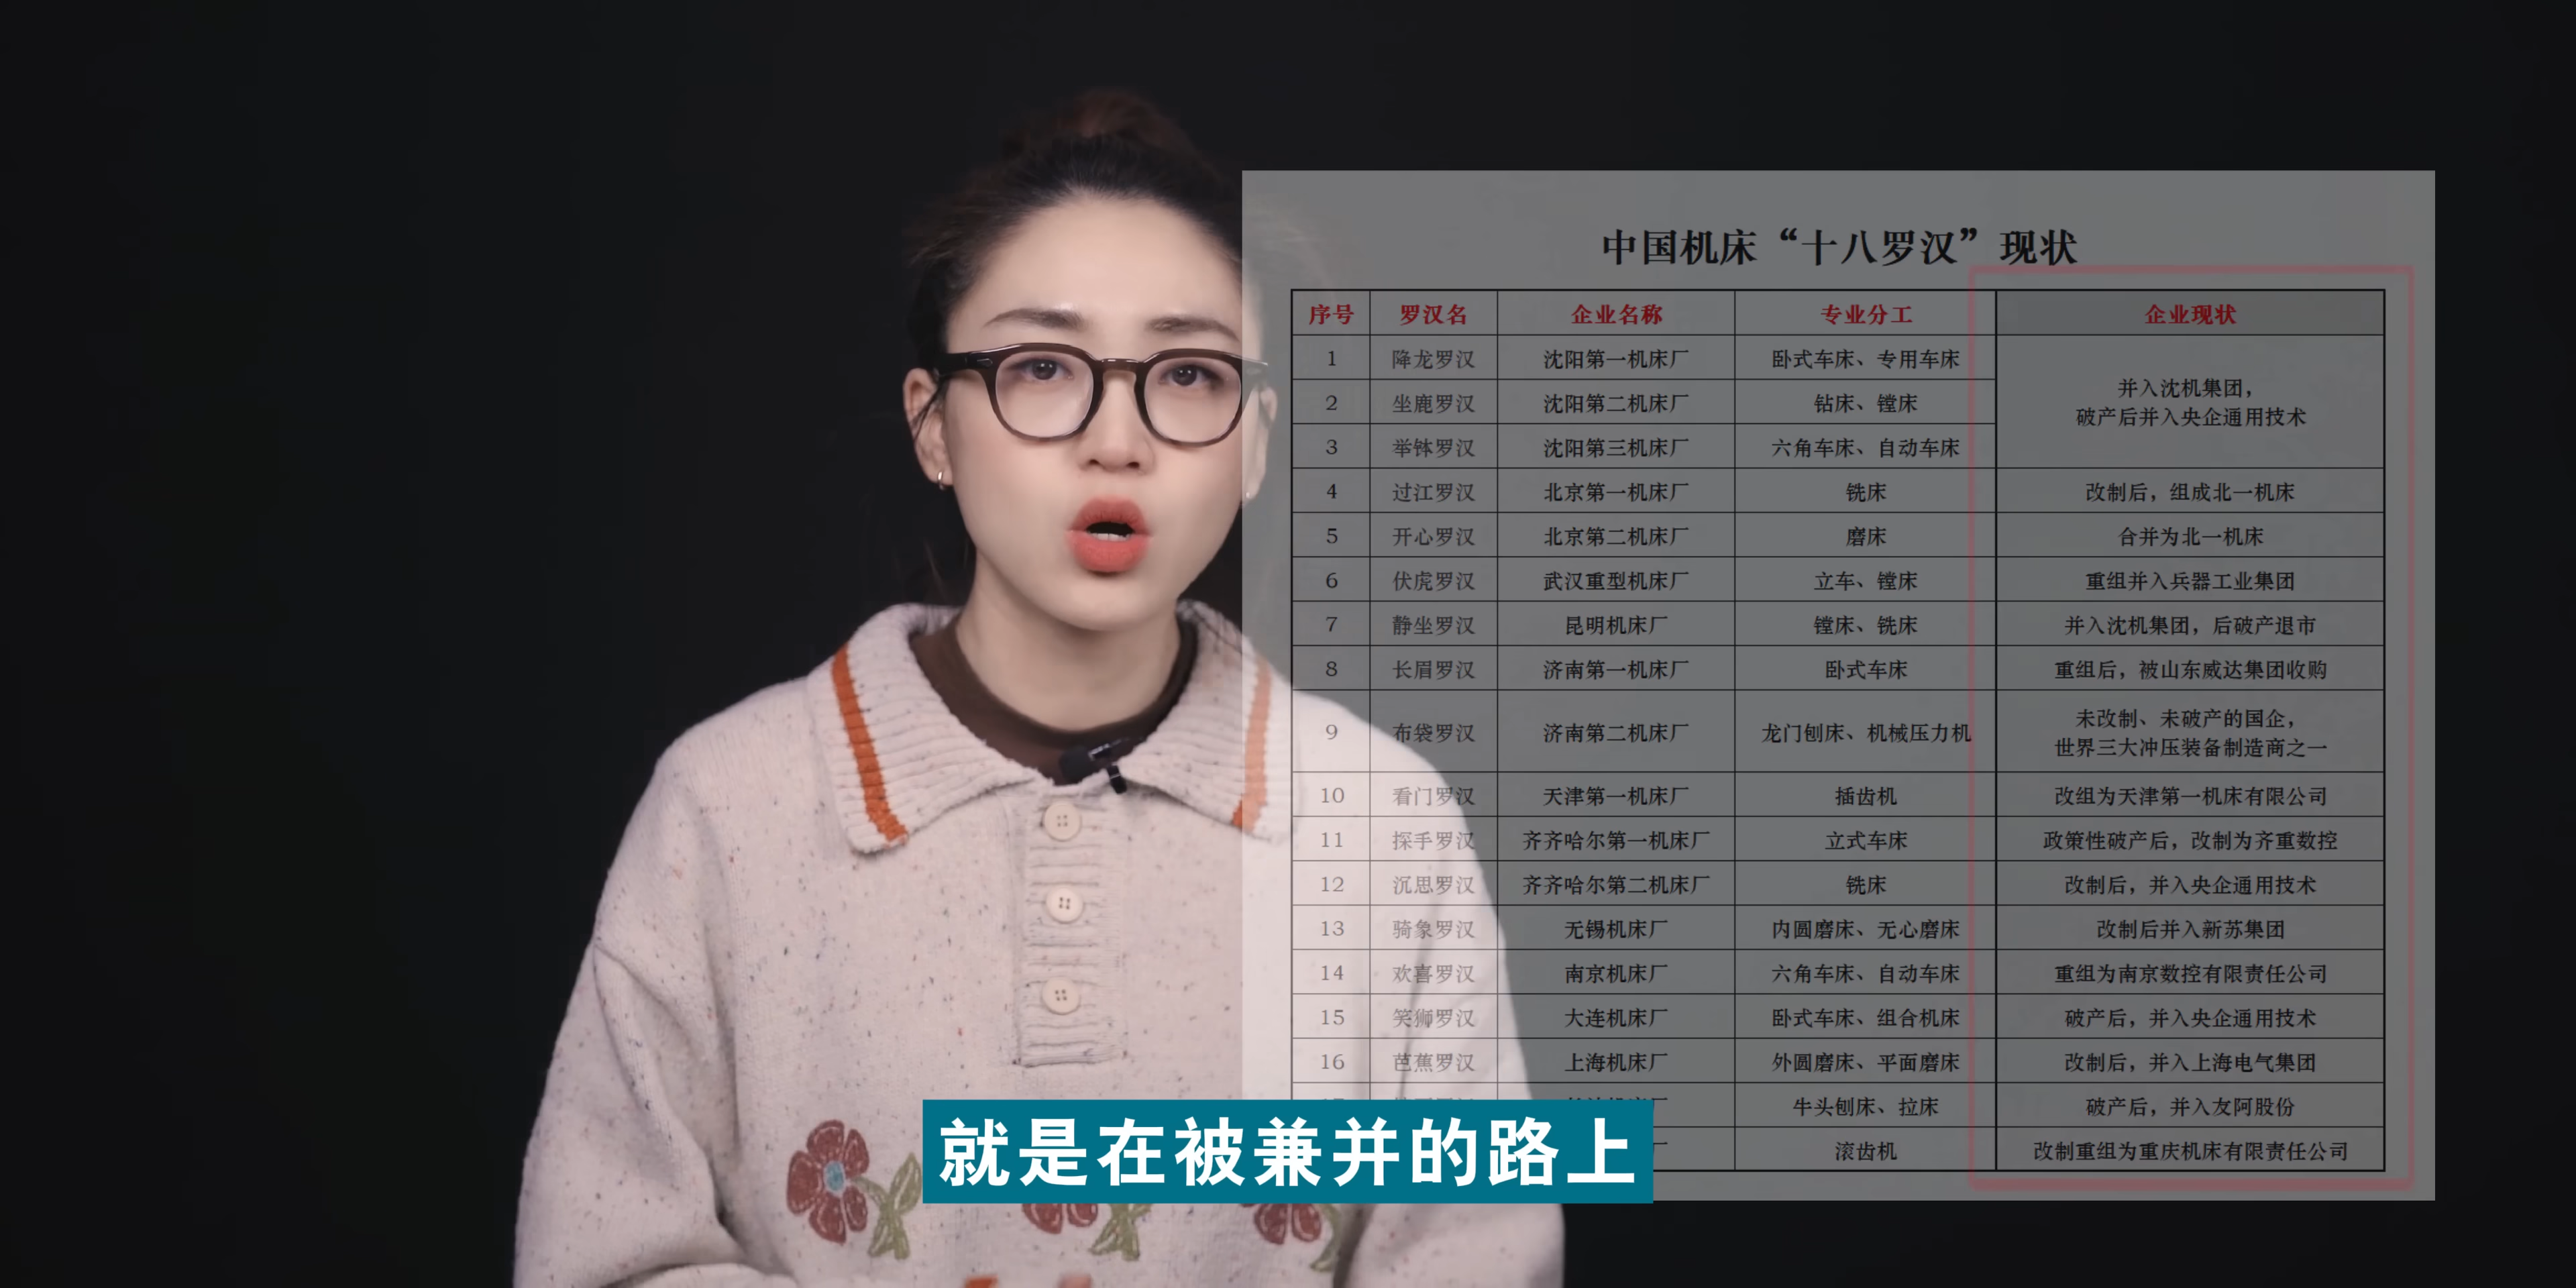 中国机床“十八罗汉”现状
序号 罗汉名 企业名称 专业分工 企业现状
1 降龙罗汉 沈阳第一机床厂 卧式车床、专用车床
2 坐鹿罗汉 沈阳第二机床厂 钻床、镗床
3 举钵罗汉 沈阳第三机床厂 六角车床、自动车床
并入沈机集团，
破产后并入央企通用技术
4 过江罗汉 北京第一机床厂 铣床 改制后，组成北一机床
5 开心罗汉 北京第二机床厂 磨床 合并为北一机床
6 伏虎罗汉 武汉重型机床厂 立车、镗床 重组并入兵器工业集团
7 静坐罗汉 昆明机床厂 镗床、铣床 并入沈机集团，后破产退市
8 长眉罗汉 济南第一机床厂 卧式车床 重组后，被山东威达集团收购
9 布袋罗汉 济南第二机床厂 龙门刨床、机械压力机 未改制、未破产的国企，
世界三大冲压装备制造商之一
10 看门罗汉 天津第一机床厂 插齿机 改组为天津第一机床有限公司
11 探手罗汉 齐齐哈尔第一机床厂 立式车床 政策性破产后，改制为齐重数控
12 沉思罗汉 齐齐哈尔第二机床厂 铣床 改制后，并入央企通用技术
13 骑象罗汉 无锡机床厂 内圆磨床、无心磨床 改制后并入新苏集团
14 欢喜罗汉 南京机床厂 六角车床、自动车床 重组为南京数控有限责任公司
15 笑狮罗汉 大连机床厂 卧式车床、组合机床 破产后，并入央企通用技术
16 芭蕉罗汉 上海机床厂 外圆磨床、平面磨床 改制后，并入上海电气集团
牛头刨床、拉床 破产后，并入友阿股份
滚齿机 改制重组为重庆机床有限责任公司
就是在被兼并的路上